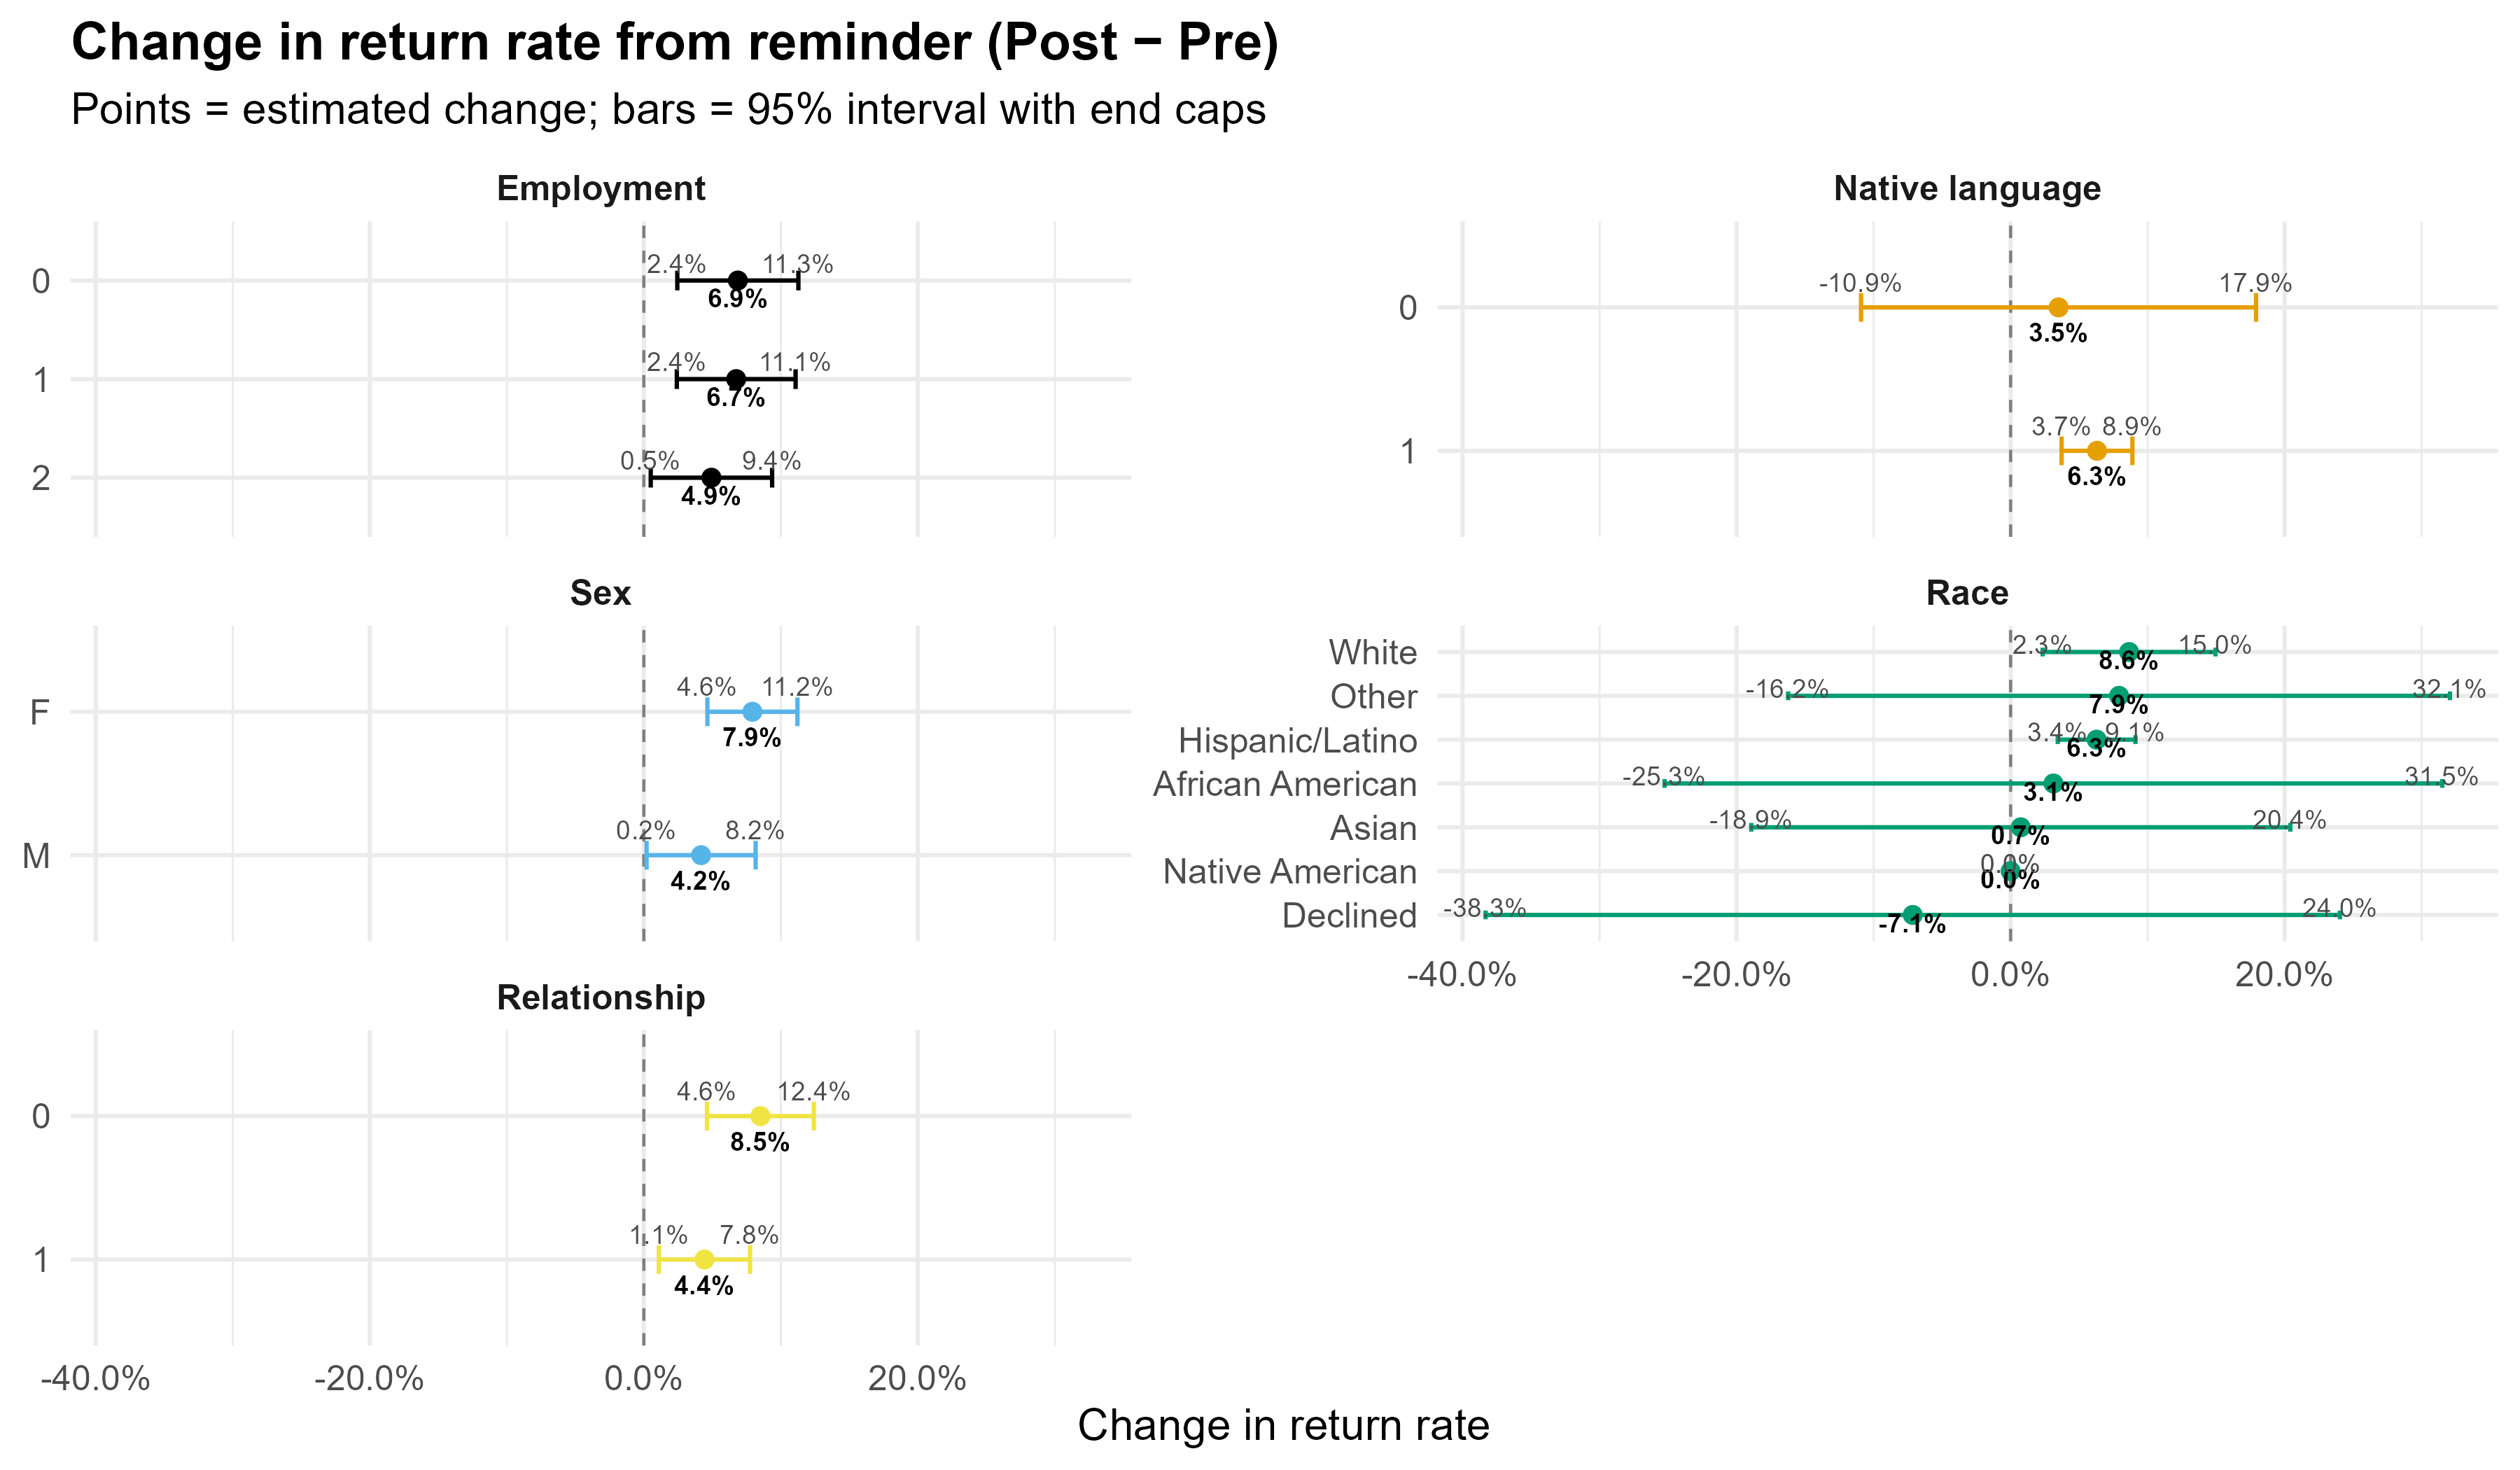 Change in return rate from reminder (Post − Pre)
Points = estimated change; bars = 95% interval with end caps
Employment
0
2.4% 11.3%
6.9%
1
2.4% 11.1%
6.7%
2
0.5% 9.4%
4.9%
Native language
0
-10.9% 17.9%
3.5%
1
3.7% 8.9%
6.3%
Sex
F
4.6% 11.2%
7.9%
M
0.2% 8.2%
4.2%
Race
White
2.3% 15.0%
8.6%
Other
-16.2% 32.1%
7.9%
Hispanic/Latino
3.4% 9.1%
6.3%
African American
-25.3% 31.5%
3.1%
Asian
-18.9% 20.4%
0.7%
Native American
0.0%
0.0%
Declined
-38.3% 24.0%
-7.1%
-40.0% -20.0% 0.0% 20.0%
Relationship
0
4.6% 12.4%
8.5%
1
1.1% 7.8%
4.4%
-40.0% -20.0% 0.0% 20.0%
Change in return rate